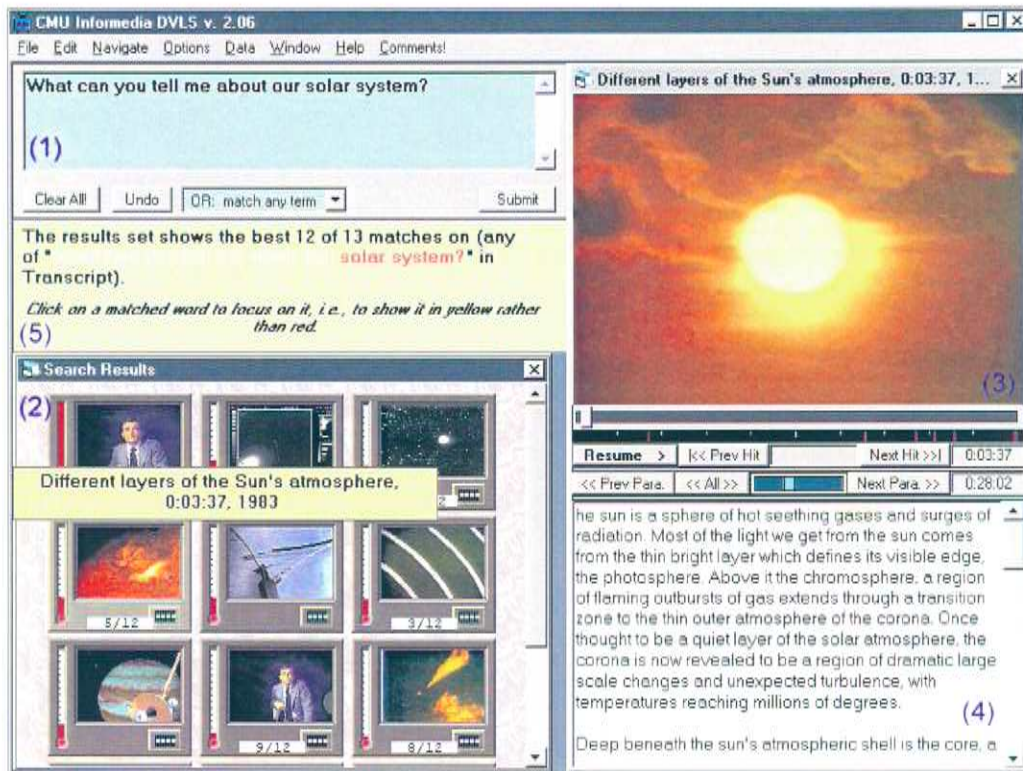 CMU Informedia DVLS v. 2.06
File Edit Navigate Options Data Window Help Comments!
What can you tell me about our solar system?
(1)
Clear All! Undo OR: match any term Submit
The results set shows the best 12 of 13 matches on (any
of " solar system?" in
Transcript).
Click on a matched word to focus on it, i.e., to show it in yellow rather
than red.
(5)
Search Results
(2)
Different layers of the Sun's atmosphere,
0:03:37, 1983
5/12 3/12
9/12 8/12
Different layers of the Sun's atmosphere, 0:03:37, 1...
(3)
Resume > |<< Prev Hit Next Hit >>| 0:03:37
<< Prev Para. << All >> Next Para. >> 0:28:02
he sun is a sphere of hot seething gases and surges of
radiation. Most of the light we get from the sun comes
from the thin bright layer which defines its visible edge,
the photosphere. Above it the chromosphere, a region
of flaming outbursts of gas extends through a transition
zone to the thin outer atmosphere of the corona. Once
thought to be a quiet layer of the solar atmosphere, the
corona is now revealed to be a region of dramatic large
scale changes and unexpected turbulence, with
temperatures reaching millions of degrees.
(4)
Deep beneath the sun's atmospheric shell is the core, a